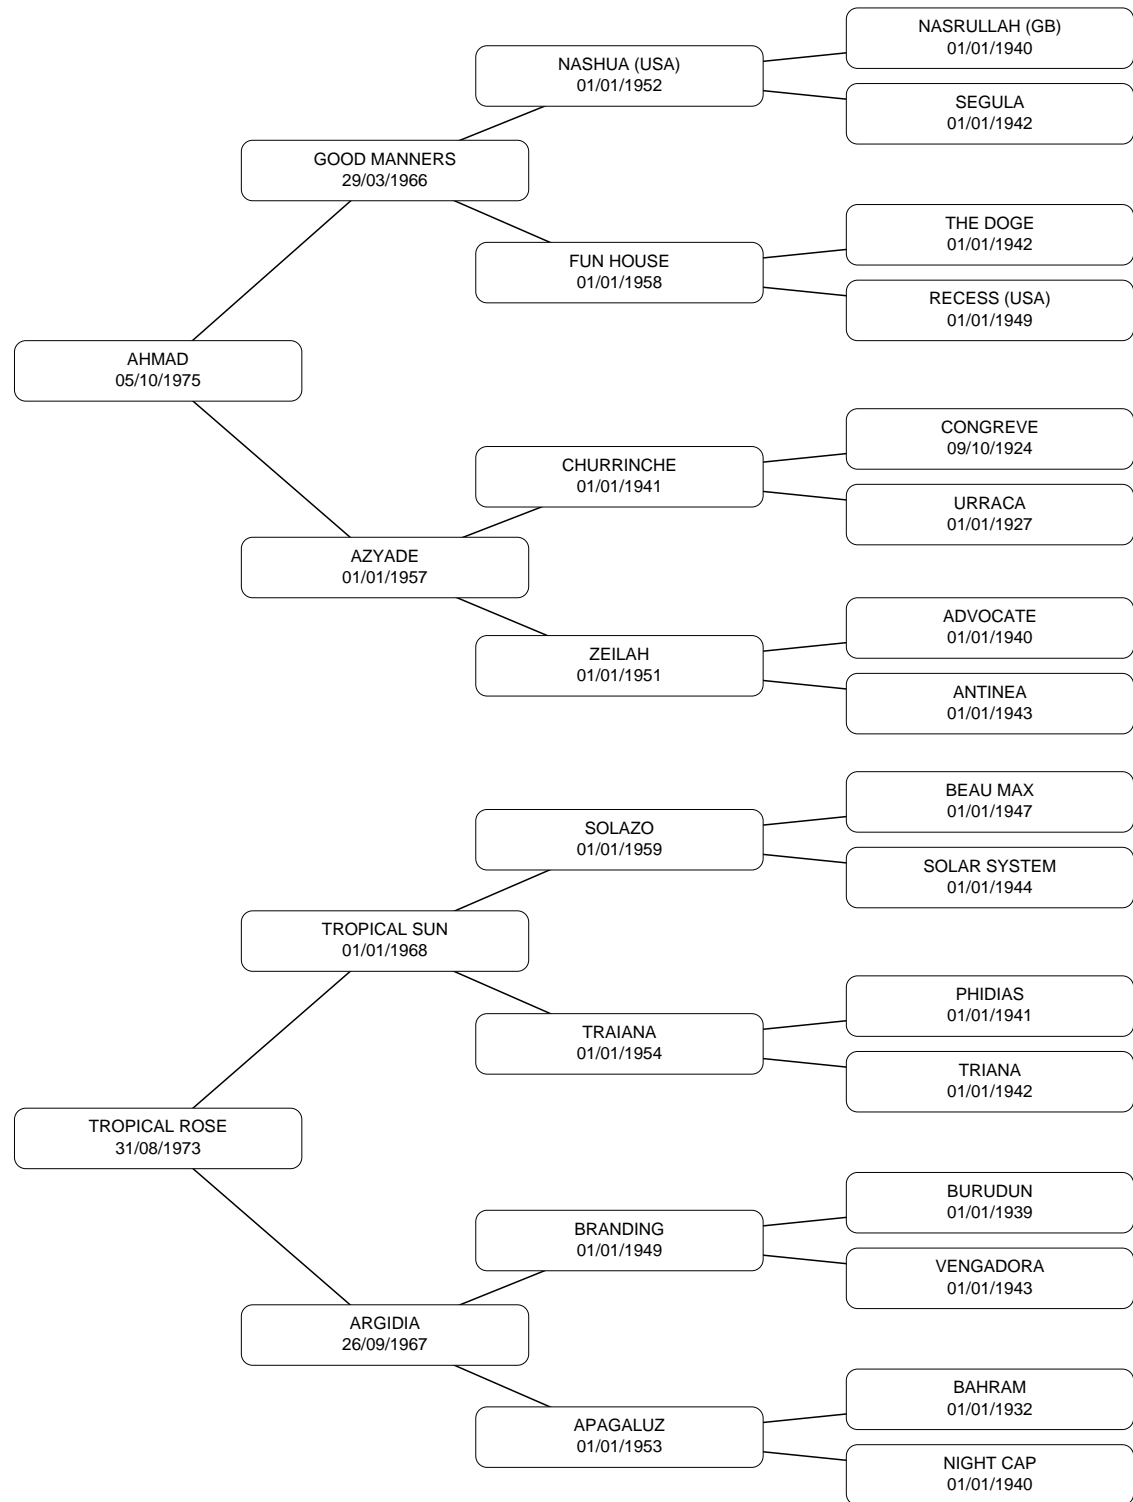 NASRULLAH (GB)
01/01/1940
NASHUA (USA)
01/01/1952
SEGULA
01/01/1942
GOOD MANNERS
29/03/1966
THE DOGE
01/01/1942
FUN HOUSE
01/01/1958
RECESS (USA)
01/01/1949
AHMAD
05/10/1975
CONGREVE
09/10/1924
CHURRINCHE
01/01/1941
URRACA
01/01/1927
AZYADE
01/01/1957
ADVOCATE
01/01/1940
ZEILAH
01/01/1951
ANTINEA
01/01/1943
BEAU MAX
01/01/1947
SOLAZO
01/01/1959
SOLAR SYSTEM
01/01/1944
TROPICAL SUN
01/01/1968
PHIDIAS
01/01/1941
TRAIANA
01/01/1954
TRIANA
01/01/1942
TROPICAL ROSE
31/08/1973
BURUDUN
01/01/1939
BRANDING
01/01/1949
VENGADORA
01/01/1943
ARGIDIA
26/09/1967
BAHRAM
01/01/1932
APAGALUZ
01/01/1953
NIGHT CAP
01/01/1940